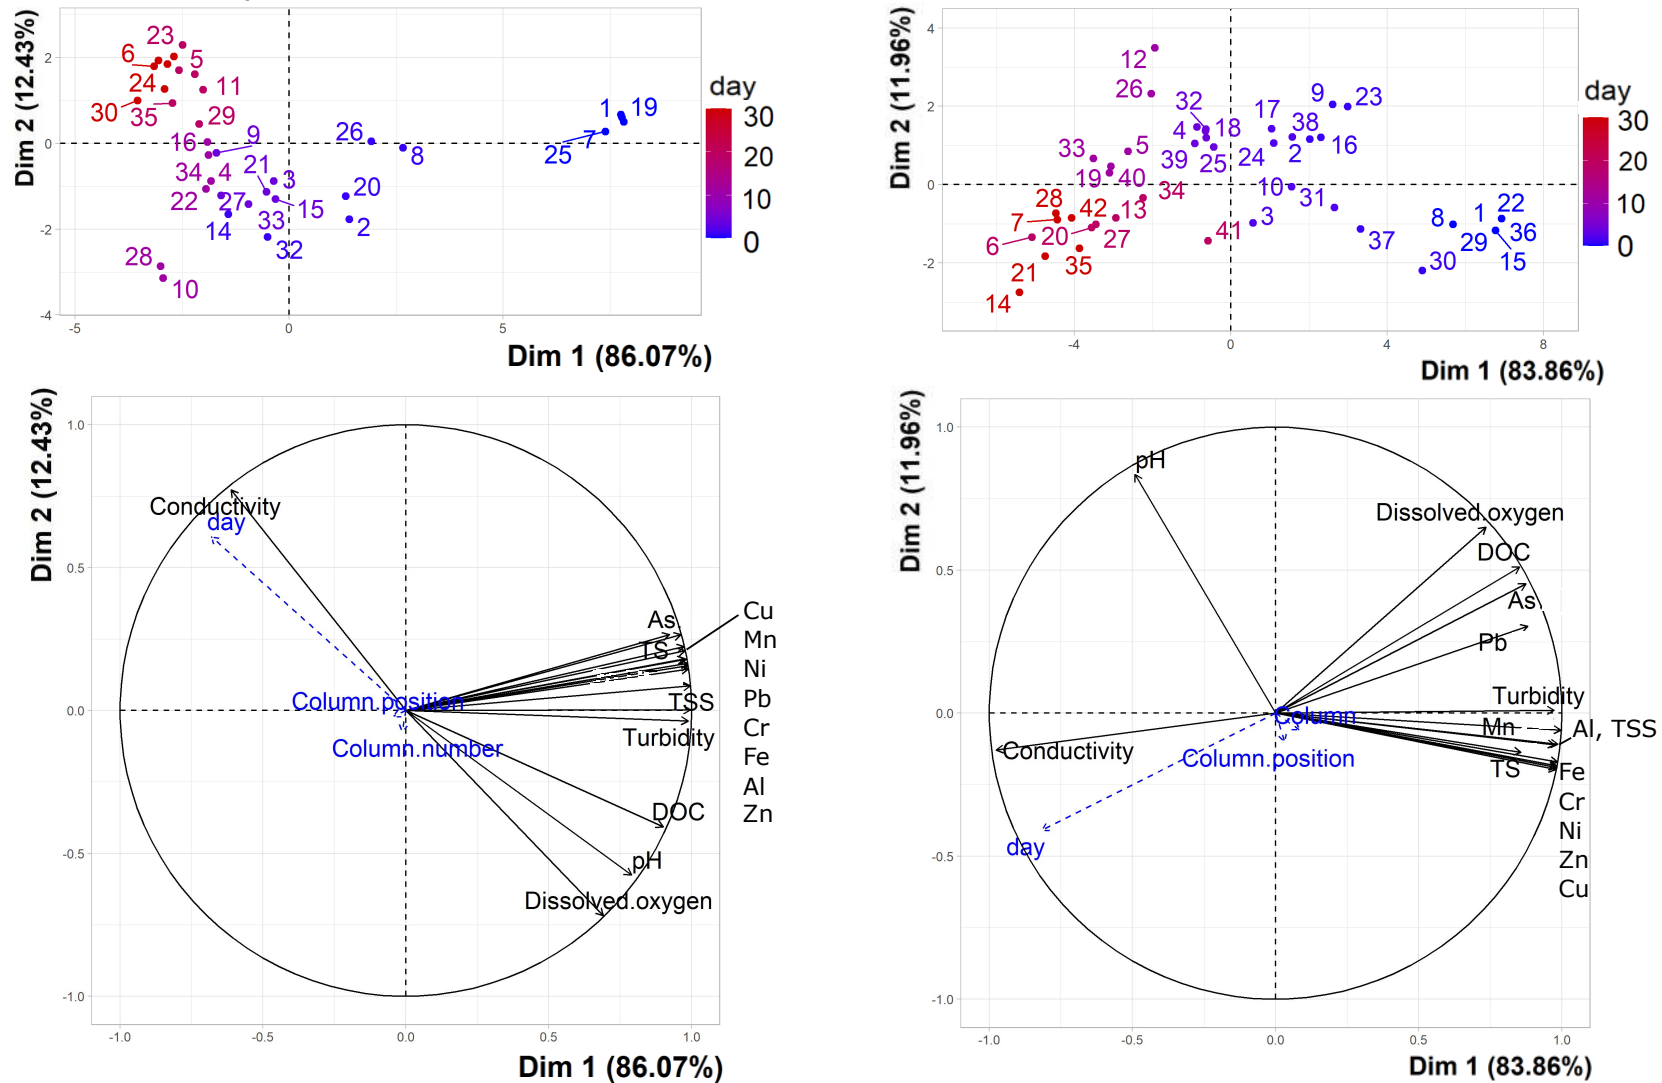 Dim 2 (12.43%)
2
0
-2
-4
-5
0
5
Dim 1 (86.07%)
23
6
5
24
11
30
35
29
16
9
34
4
21
3
22
27
15
14
33
32
28
10
26
8
20
2
1
19
7
25
day
30
20
10
0
Dim 2 (11.96%)
4
2
0
-2
-4
0
4
8
Dim 1 (83.86%)
12
26
32
17
9
23
4
18
38
33
5
39
25
24
2
16
19
40
34
10
31
28
42
13
7
3
8
1
22
6
20
27
41
37
29
36
21
35
30
15
14
day
30
20
10
0
Dim 2 (12.43%)
1.0
0.5
0.0
-0.5
-1.0
-1.0
-0.5
0.0
0.5
1.0
Dim 1 (86.07%)
Conductivity
day
As
TS
Column.position
TSS
Column.number
Turbidity
DOC
pH
Dissolved.oxygen
Cu
Mn
Ni
Pb
Cr
Fe
Al
Zn
Dim 2 (11.96%)
1.0
0.5
0.0
-0.5
-1.0
-1.0
-0.5
0.0
0.5
1.0
Dim 1 (83.86%)
pH
Dissolved.oxygen
DOC
As
Pb
Turbidity
Column
Mn
Al, TSS
Conductivity
Column.position
TS
Fe
Cr
Ni
Zn
Cu
day